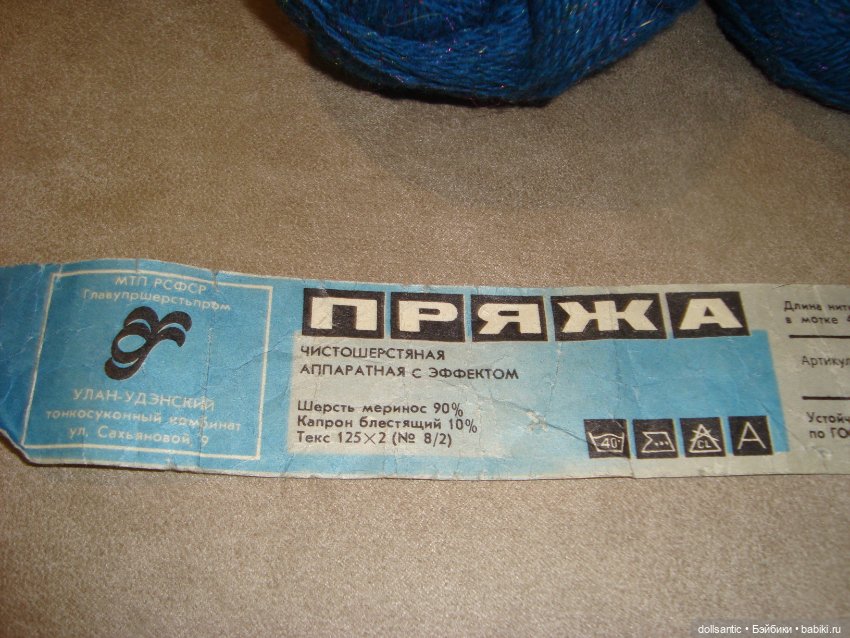 МТП РСФСР
Главупршерстьпром
УЛАН-УДЭНСКИЙ
тонкосуконный комбинат
ул. Сахьяновой, 9
ПРЯЖА
ЧИСТОШЕРСТЯНАЯ
АППАРАТНАЯ С ЭФФЕКТОМ
Шерсть меринос 90%
Капрон блестящий 10%
Текс 125×2 (№ 8/2)
40°
CL
A
Длина нит
в мотке 4
Артикул
Устойч
по ГО
dollsantic • Бэйбики • babiki.ru